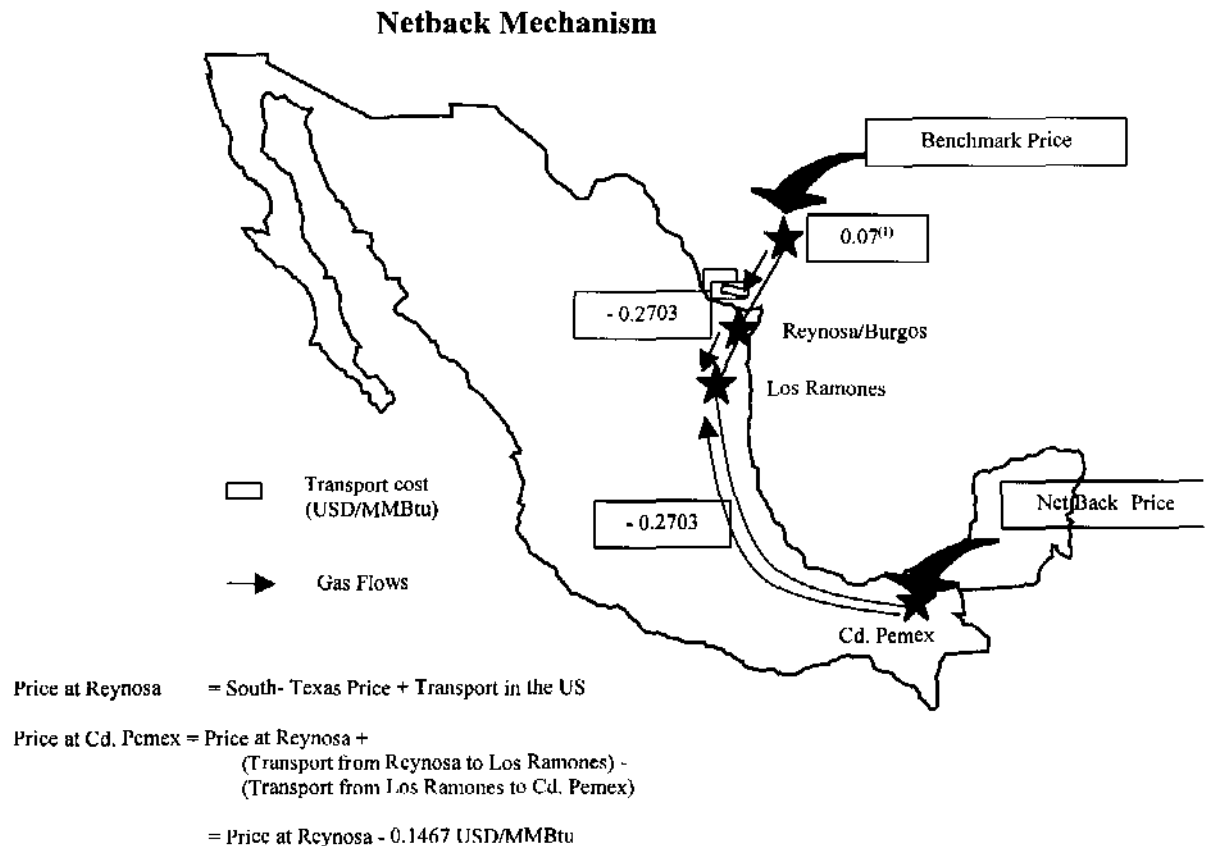 Netback Mechanism
Benchmark Price
0.07(1)
- 0.2703
Reynosa/Burgos
Los Ramones
Transport cost
(USD/MMBtu)
Net Back Price
- 0.2703
Gas Flows
Cd. Pemex
Price at Reynosa = South- Texas Price + Transport in the US
Price at Cd. Pemex = Price at Reynosa +
(Transport from Reynosa to Los Ramones) -
(Transport from Los Ramones to Cd. Pemex)
= Price at Reynosa - 0.1467 USD/MMBtu